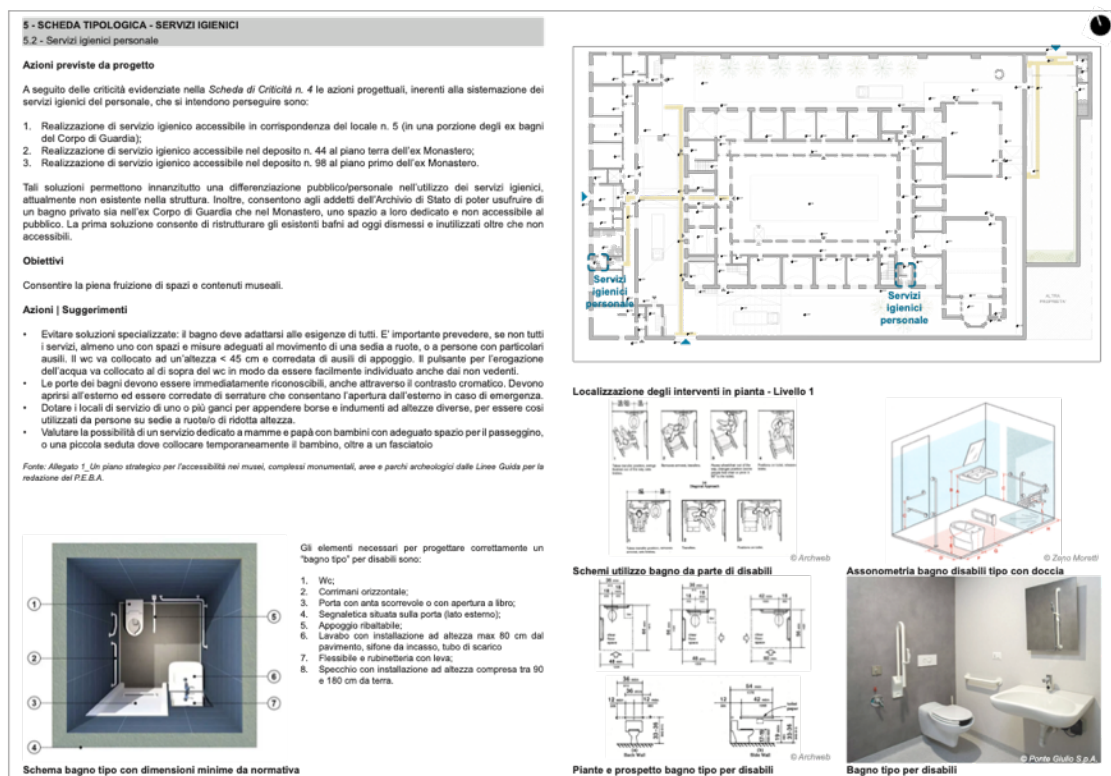 5 - SCHEDA TIPOLOGICA - SERVIZI IGIENICI
5.2 - Servizi igienici personale
Azioni previste da progetto
A seguito delle criticità evidenziate nella Scheda di Criticità n. 4 le azioni progettuali, inerenti alla sistemazione dei
servizi igienici del personale, che si intendono perseguire sono:
1. Realizzazione di servizio igienico accessibile in corrispondenza del locale n. 5 (in una porzione degli ex bagni
del Corpo di Guardia);
2. Realizzazione di servizio igienico accessibile nel deposito n. 44 al piano terra dell'ex Monastero;
3. Realizzazione di servizio igienico accessibile nel deposito n. 98 al piano primo dell'ex Monastero.
Tali soluzioni permettono innanzitutto una differenziazione pubblico/personale nell'utilizzo dei servizi igienici,
attualmente non esistente nella struttura. Inoltre, consentono agli addetti dell'Archivio di Stato di poter usufruire di
un bagno privato sia nell'ex Corpo di Guardia che nel Monastero, uno spazio a loro dedicato e non accessibile al
pubblico. La prima soluzione consente di ristrutturare gli esistenti bafni ad oggi dismessi e inutilizzati oltre che non
accessibili.
Obiettivi
Consentire la piena fruizione di spazi e contenuti museali.
Azioni | Suggerimenti
• Evitare soluzioni specializzate: il bagno deve adattarsi alle esigenze di tutti. E' importante prevedere, se non tutti
i servizi, almeno uno con spazi e misure adeguati al movimento di una sedia a ruote, o a persone con particolari
ausili. Il wc va collocato ad un'altezza < 45 cm e corredata di ausili di appoggio. Il pulsante per l'erogazione
dell'acqua va collocato al di sopra del wc in modo da essere facilmente individuato anche dai non vedenti.
• Le porte dei bagni devono essere immediatamente riconoscibili, anche attraverso il contrasto cromatico. Devono
aprirsi all'esterno ed essere corredate di serrature che consentano l'apertura dall'esterno in caso di emergenza.
• Dotare i locali di servizio di uno o più ganci per appendere borse e indumenti ad altezze diverse, per essere così
utilizzati da persone su sedie a ruote/o di ridotta altezza.
• Valutare la possibilità di un servizio dedicato a mamme e papà con bambini con adeguato spazio per il passeggino,
o una piccola seduta dove collocare temporaneamente il bambino, oltre a un fasciatoio
Fonte: Allegato 1_Un piano strategico per l'accessibilità nei musei, complessi monumentali, aree e parchi archeologici dalle Linee Guida per la
redazione del P.E.B.A.
1
2
3
4
5
6
7
Schema bagno tipo con dimensioni minime da normativa
Gli elementi necessari per progettare correttamente un
"bagno tipo" per disabili sono:
1. Wc;
2. Corrimani orizzontale;
3. Porta con anta scorrevole o con apertura a libro;
4. Segnaletica situata sulla porta (lato esterno);
5. Appoggio ribaltabile;
6. Lavabo con installazione ad altezza max 80 cm dal
pavimento, sifone da incasso, tubo di scarico
7. Flessibile e rubinetteria con leva;
8. Specchio con installazione ad altezza compresa tra 90
e 180 cm da terra.
Servizi
igienici
personale
Servizi
igienici
personale
ALTRA
PROPRIETA'
Localizzazione degli interventi in pianta - Livello 1
© Archweb
Schemi utilizzo bagno da parte di disabili
© Zeno Moretti
Assonometria bagno disabili tipo con doccia
© Archweb
Piante e prospetto bagno tipo per disabili
© Ponte Giulio S.p.A.
Bagno tipo per disabili